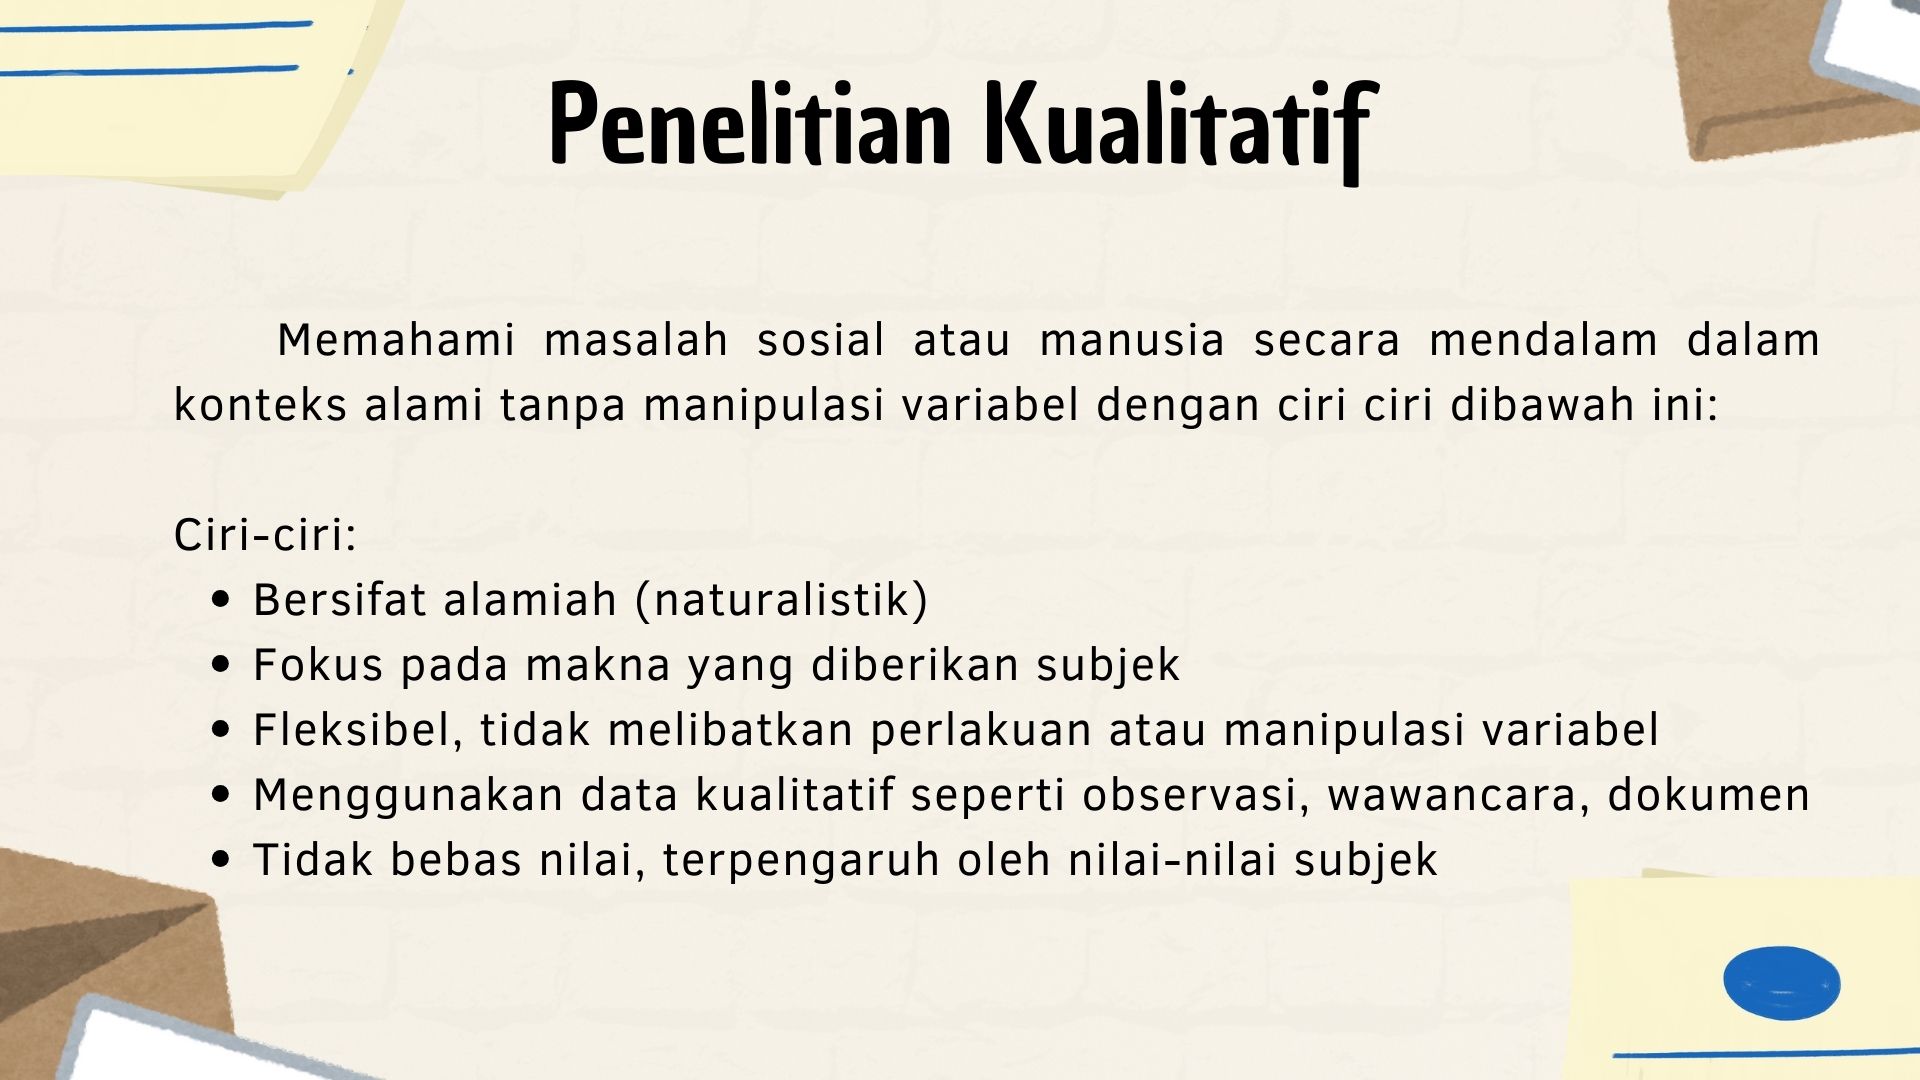 Penelitian Kualitatif
Memahami masalah sosial atau manusia secara mendalam dalam
konteks alami tanpa manipulasi variabel dengan ciri ciri dibawah ini:
Ciri-ciri:
• Bersifat alamiah (naturalistik)
• Fokus pada makna yang diberikan subjek
• Fleksibel, tidak melibatkan perlakuan atau manipulasi variabel
• Menggunakan data kualitatif seperti observasi, wawancara, dokumen
• Tidak bebas nilai, terpengaruh oleh nilai-nilai subjek